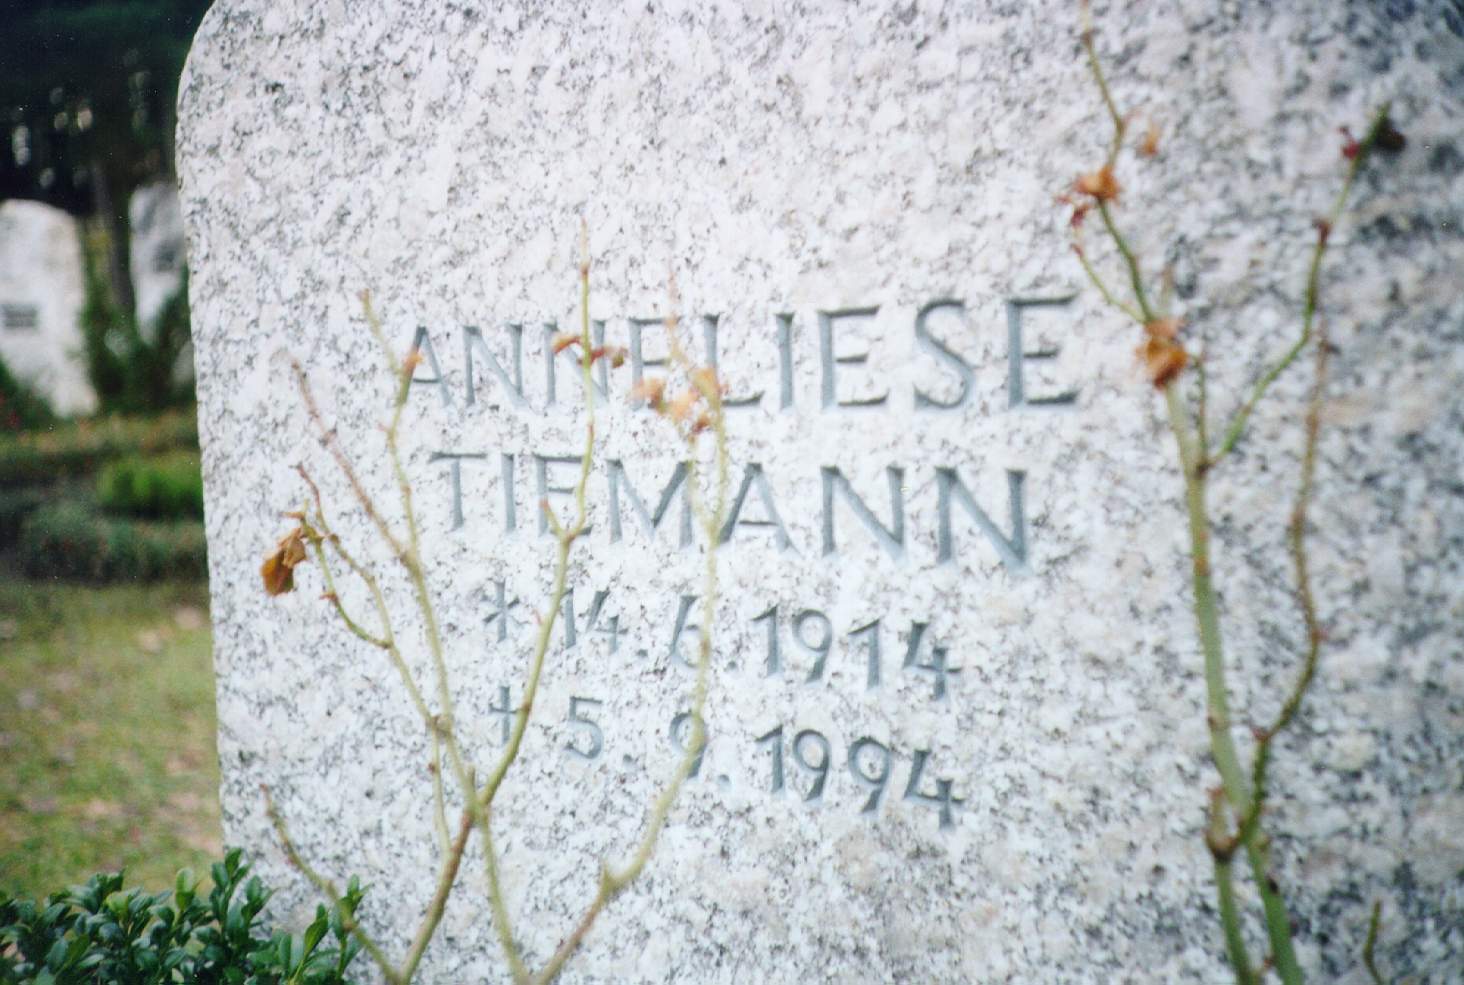 ANNELIESE
TIEMANN
* 14.6.1914
† 5.9.1994